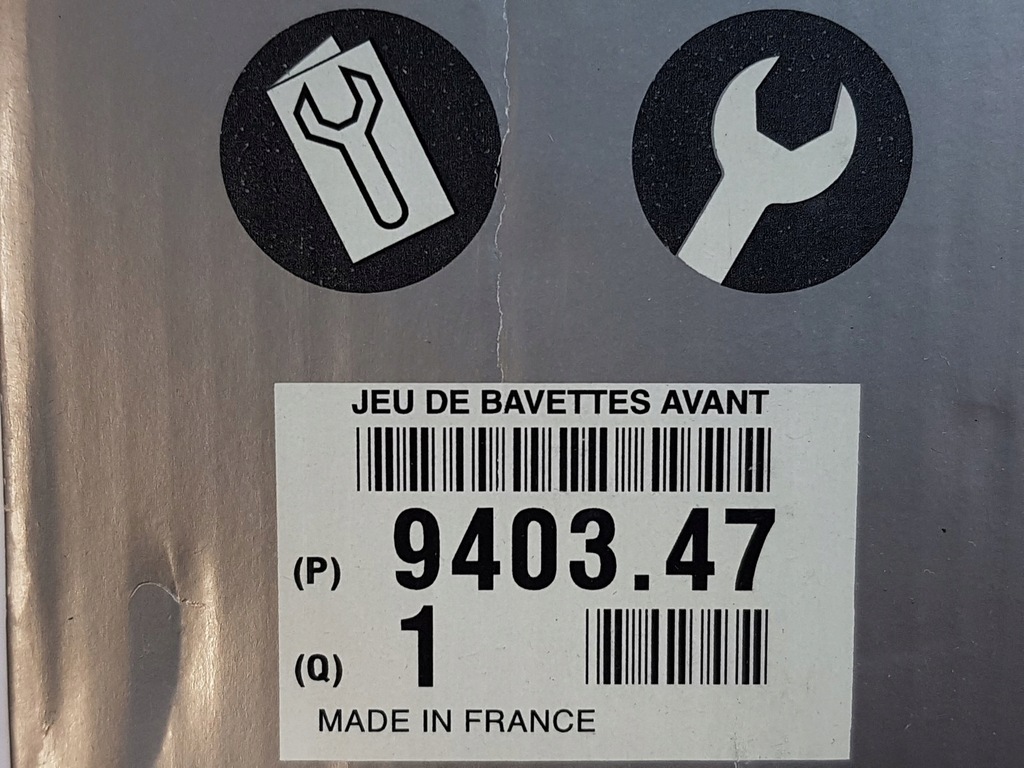 JEU DE BAVETTES AVANT
(P) 9403.47
(Q) 1
MADE IN FRANCE